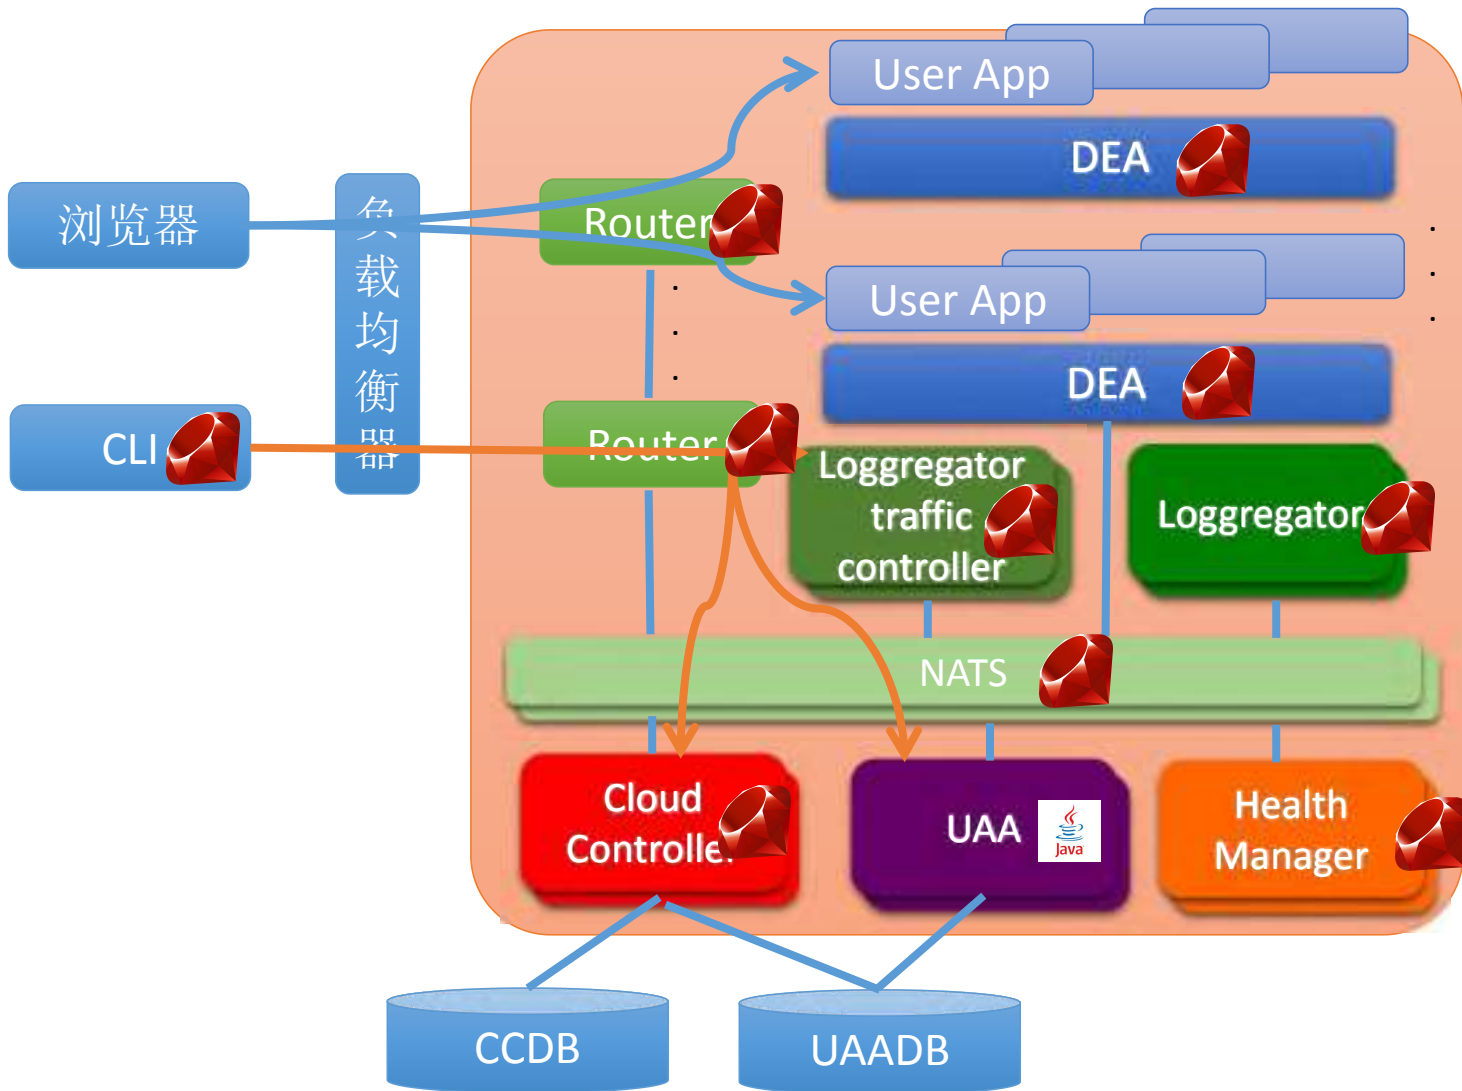 User App
DEA
浏览器
负载均衡器
Router
User App
DEA
CLI
Router
Loggregator
traffic
controller
Loggregator
NATS
Cloud
Controller
UAA
Java
Health
Manager
CCDB
UAADB